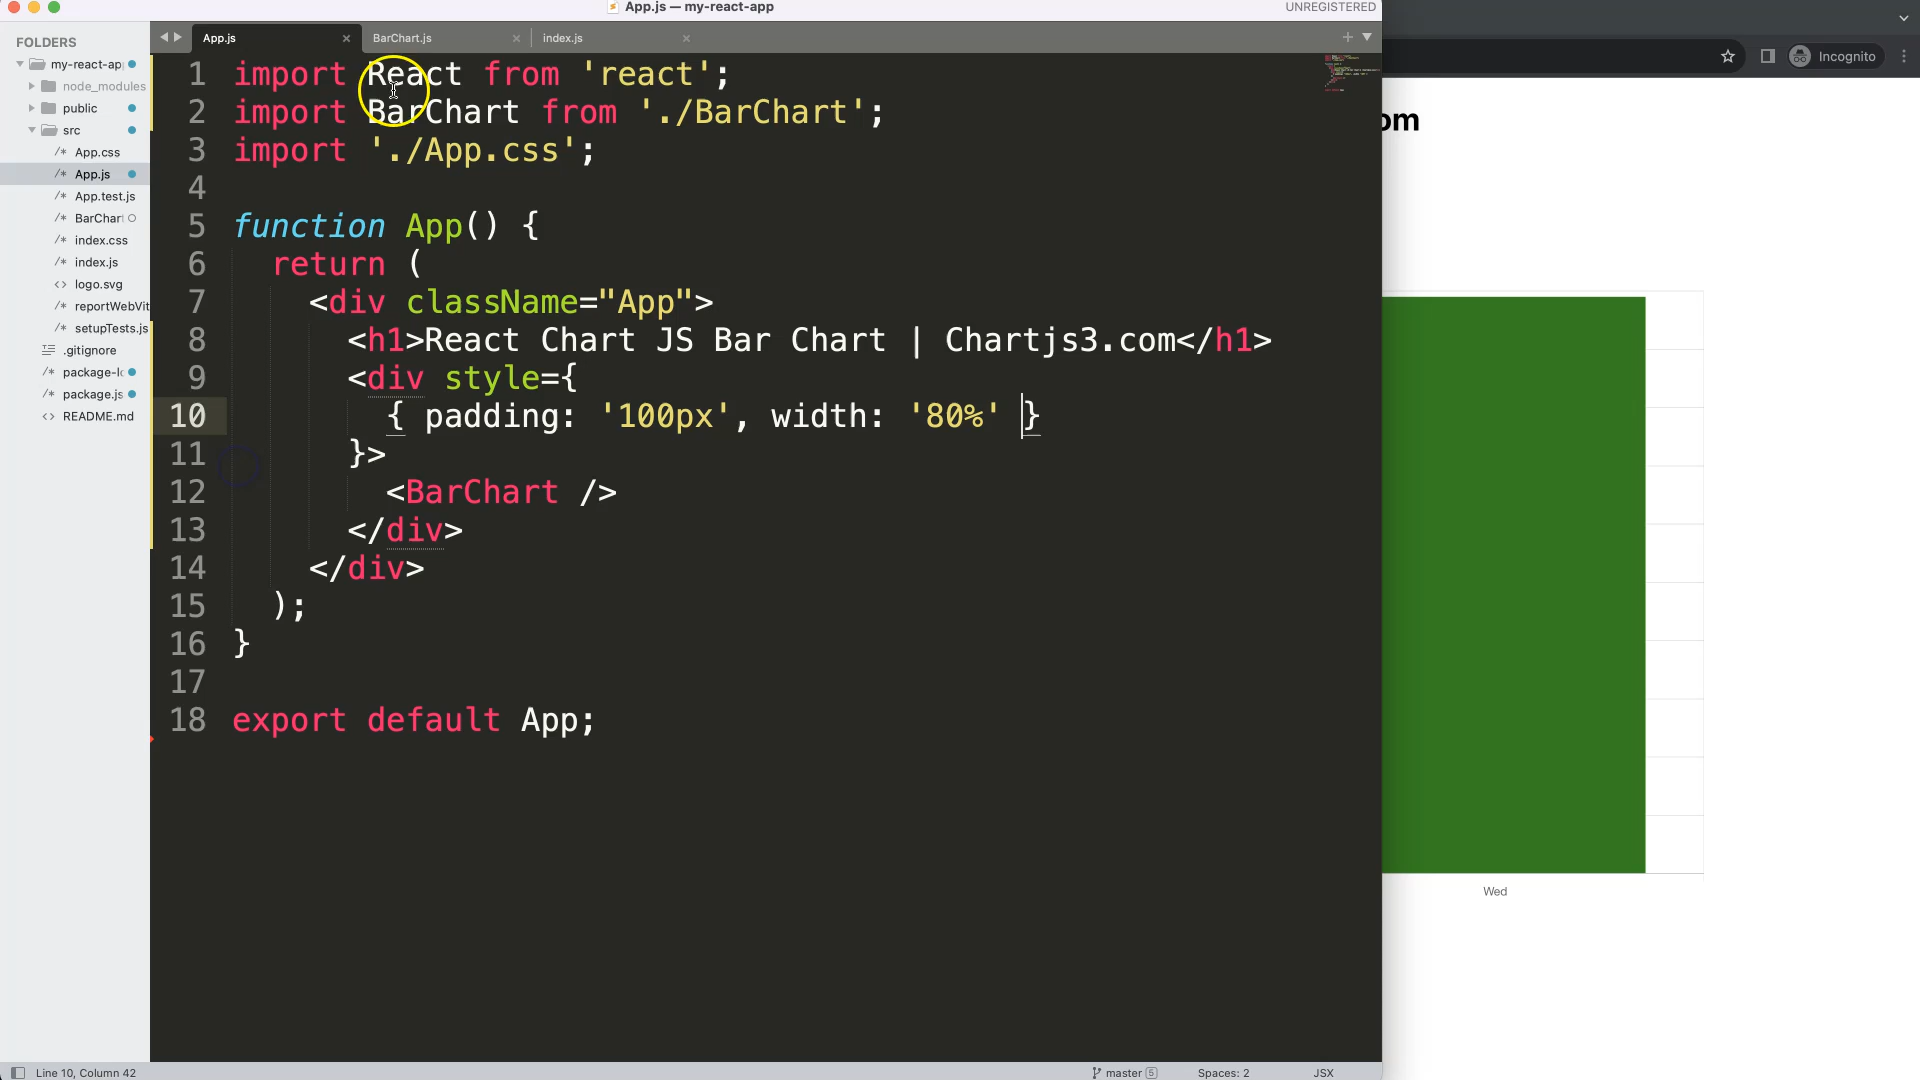 App.js — my-react-app
UNREGISTERED
FOLDERS
my-react-ap
node_modules
public
src
/* App.css
/* App.js
/* App.test.js
/* BarChar
/* index.css
/* index.js
<> logo.svg
/* reportWebVit
/* setupTests.js
.gitignore
package-lo
package.js
<> README.md
App.js
BarChart.js
index.js
1 import React from 'react';
2 import BarChart from './BarChart';
3 import './App.css';
4
5 function App() {
6 return (
7 <div className="App">
8 <h1>React Chart JS Bar Chart | Chartjs3.com</h1>
9 <div style={
10 { padding: '100px', width: '80%' }
11 }>
12 <BarChart />
13 </div>
14 </div>
15 );
16 }
17
18 export default App;
Line 10, Column 42
master 5
Spaces: 2
JSX
Incognito
om
Wed